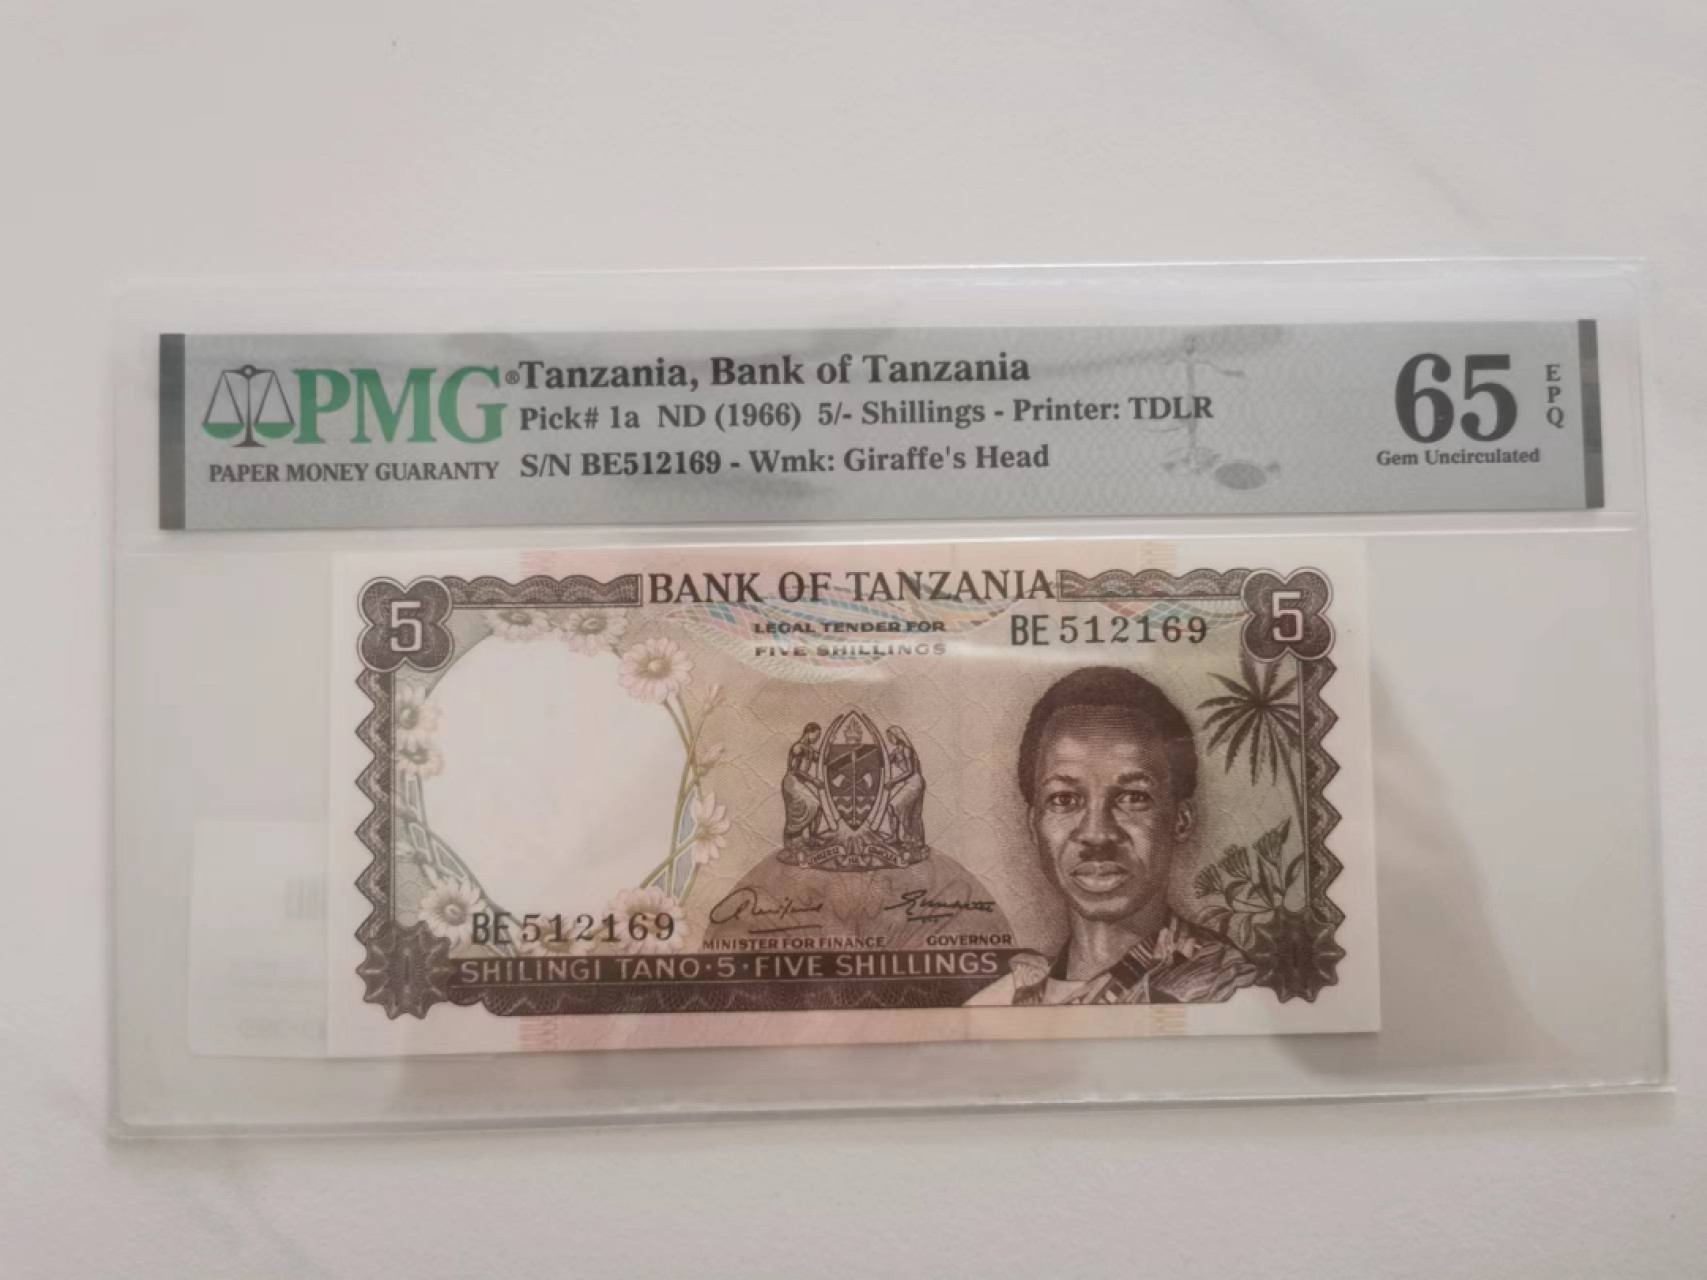 PMG®
PAPER MONEY GUARANTY
Tanzania, Bank of Tanzania
Pick# 1a ND (1966) 5/- Shillings - Printer: TDLR
S/N BE512169 - Wmk: Giraffe's Head
65
EPQ
Gem Uncirculated
5 BANK OF TANZANIA 5
LEGAL TENDER FOR
FIVE SHILLINGS
BE 512169
BE 512169
MINISTER FOR FINANCE GOVERNOR
SHILINGI TANO·5·FIVE SHILLINGS